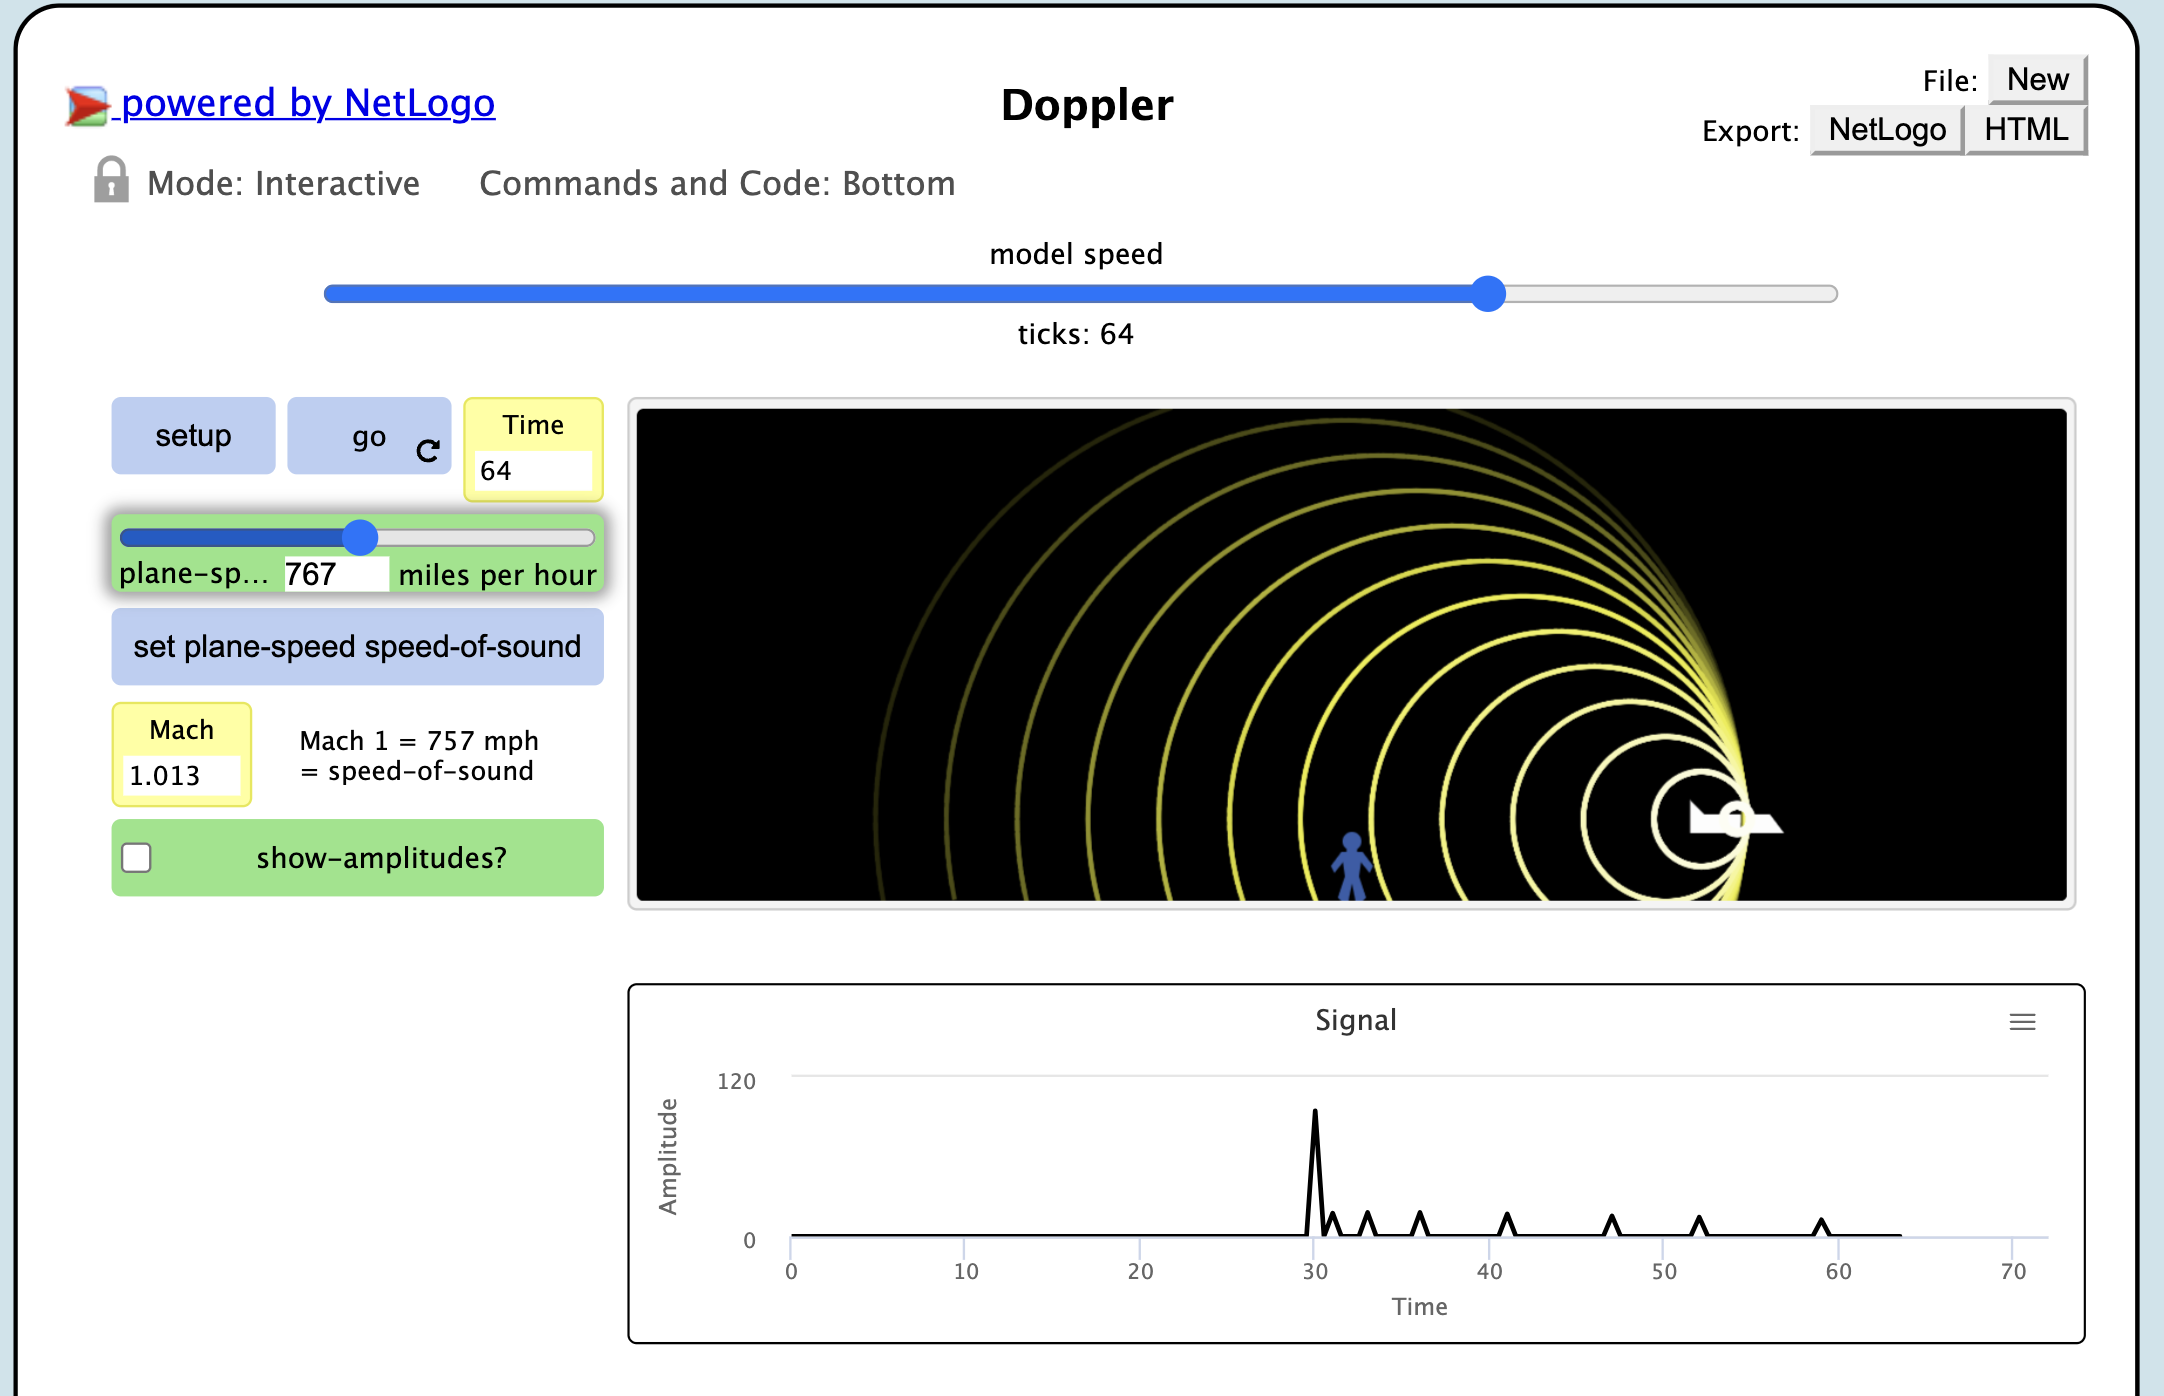 powered by NetLogo
Doppler
File: New
Export: NetLogo HTML
Mode: Interactive Commands and Code: Bottom
model speed
ticks: 64
setup
go
Time
64
plane-sp... 767 miles per hour
set plane-speed speed-of-sound
Mach
1.013
Mach 1 = 757 mph
= speed-of-sound
show-amplitudes?
Signal
120
Amplitude
0
0 10 20 30 40 50 60 70
Time